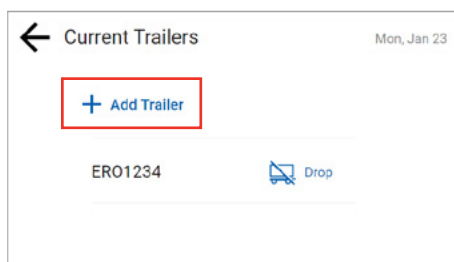 Current Trailers Mon, Jan 23
+ Add Trailer
ERO1234 Drop